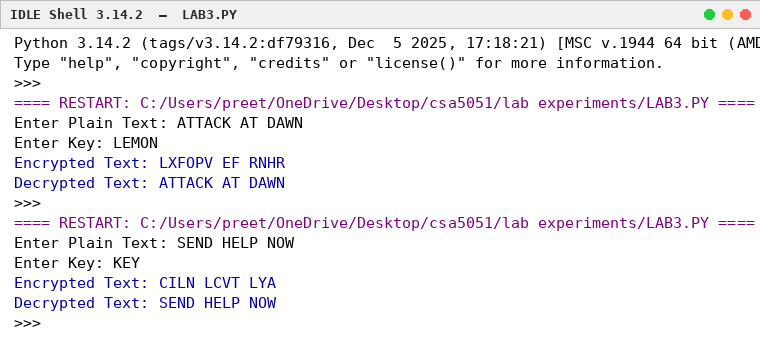 IDLE Shell 3.14.2  —  LAB3.PY
Python 3.14.2 (tags/v3.14.2:df79316, Dec  5 2025, 17:18:21) [MSC v.1944 64 bit (AMD
Type "help", "copyright", "credits" or "license()" for more information.
>>>
==== RESTART: C:/Users/preet/OneDrive/Desktop/csa5051/lab experiments/LAB3.PY ====
Enter Plain Text: ATTACK AT DAWN
Enter Key: LEMON
Encrypted Text: LXFOPV EF RNHR
Decrypted Text: ATTACK AT DAWN
>>>
==== RESTART: C:/Users/preet/OneDrive/Desktop/csa5051/lab experiments/LAB3.PY ====
Enter Plain Text: SEND HELP NOW
Enter Key: KEY
Encrypted Text: CILN LCVT LYA
Decrypted Text: SEND HELP NOW
>>>